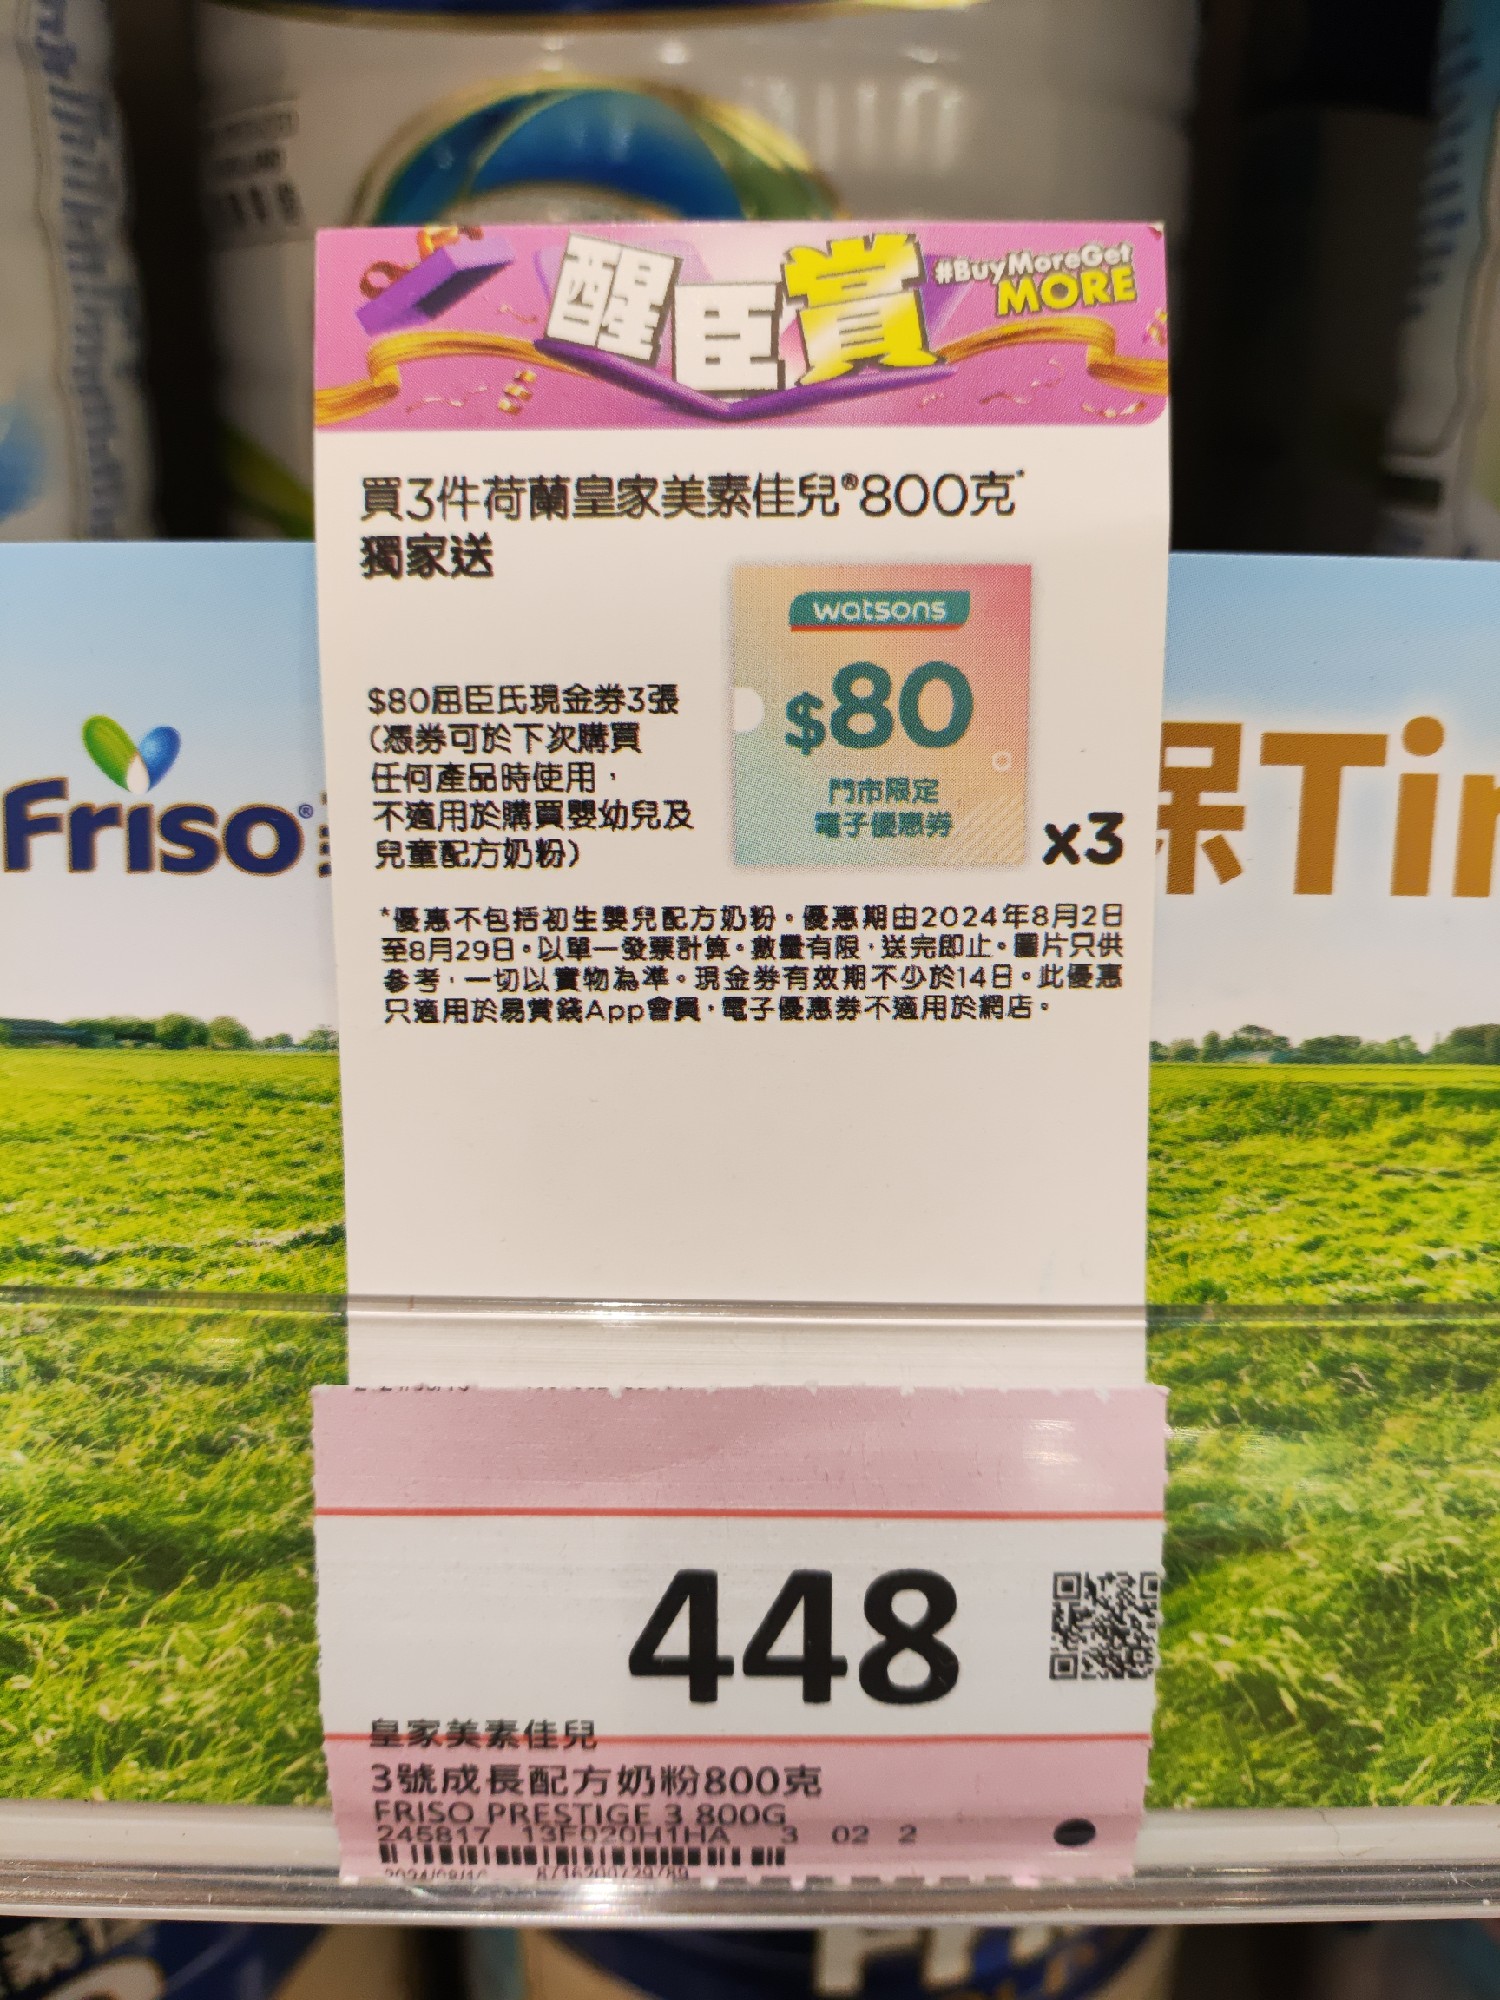 醒臣賞
#BuyMoreGet
MORE
買3件荷蘭皇家美素佳兒®800克*
獨家送
watsons
$80
門市限定
電子優惠券
x3
$80屈臣氏現金券3張
(憑券可於下次購買
任何產品時使用，
不適用於購買嬰幼兒及
兒童配方奶粉)
*優惠不包括初生嬰兒配方奶粉。優惠期由2024年8月2日
至8月29日。以單一發票計算。數量有限，送完即止。圖片只供
參考，一切以實物為準。現金券有效期不少於14日。此優惠
只適用於易賞錢App會員，電子優惠券不適用於網店。
Friso®
保Ti
448
皇家美素佳兒
3號成長配方奶粉800克
FRISO PRESTIGE 3 800G
245817 13F020H1HA 3 02 2
8716200729789